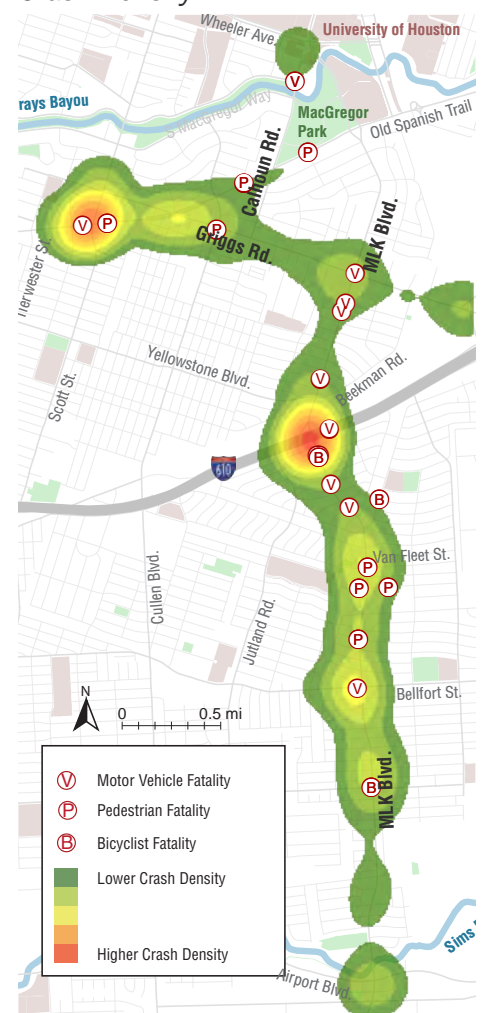 Wheeler Ave.
University of Houston
rays Bayou
S MacGregor Way
MacGregor
Park
Old Spanish Trail
V
P
P
Calhoun Rd.
V
P
P
Griggs Rd.
MLK Blvd.
V
V
V
Tierwester St.
Yellowstone Blvd.
Beekman Rd.
Scott St.
V
V
B
610
V
B
V
Van Fleet St.
P
P
P
Cullen Blvd.
Jutland Rd.
P
V
Bellfort St.
N
0 0.5 mi
B
MLK Blvd.
V Motor Vehicle Fatality
P Pedestrian Fatality
B Bicyclist Fatality
Lower Crash Density
Higher Crash Density
Sims
Airport Blvd.